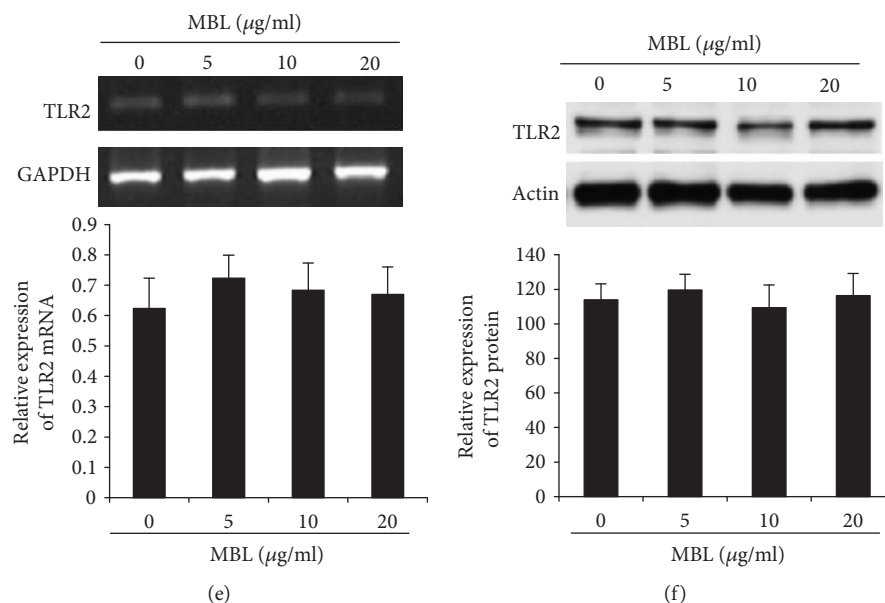 MBL (µg/ml)
0 5 10 20
TLR2
GAPDH
0.9
0.8
0.7
0.6
0.5
0.4
0.3
0.2
0.1
0
Relative expression
of TLR2 mRNA
0 5 10 20
MBL (µg/ml)
(e)
MBL (µg/ml)
0 5 10 20
TLR2
Actin
140
120
100
80
60
40
20
0
Relative expression
of TLR2 protein
0 5 10 20
MBL (µg/ml)
(f)